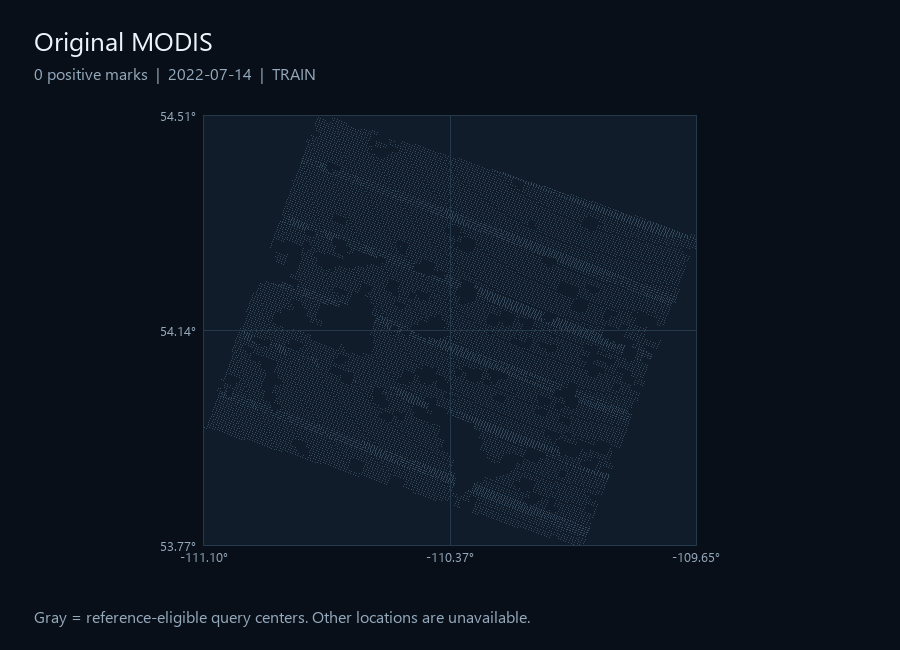 Original MODIS
0 positive marks | 2022-07-14 | TRAIN
54.51°
54.14°
53.77°
-111.10°
-110.37°
-109.65°
Gray = reference-eligible query centers. Other locations are unavailable.